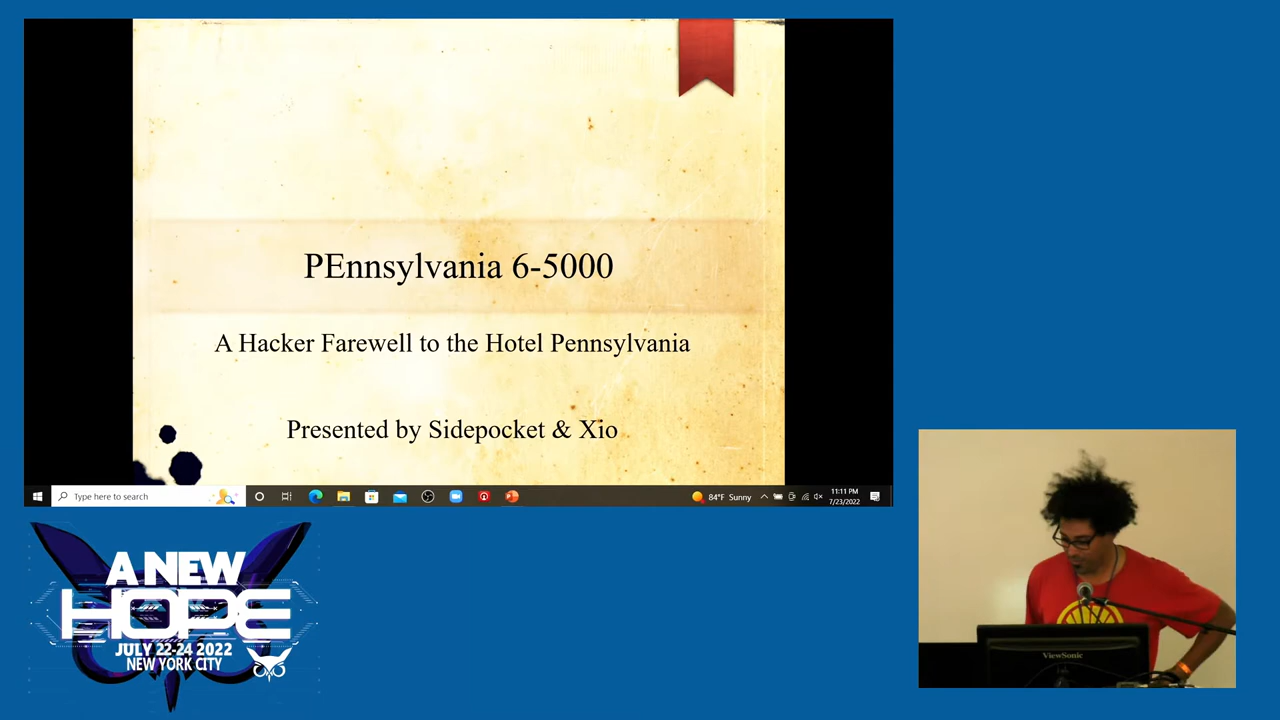 PEnnsylvania 6-5000
A Hacker Farewell to the Hotel Pennsylvania
Presented by Sidepocket & Xio
Type here to search
84°F Sunny
11:11 PM
7/23/2022
A NEW
HOPE
JULY 22-24 2022
NEW YORK CITY
ViewSonic